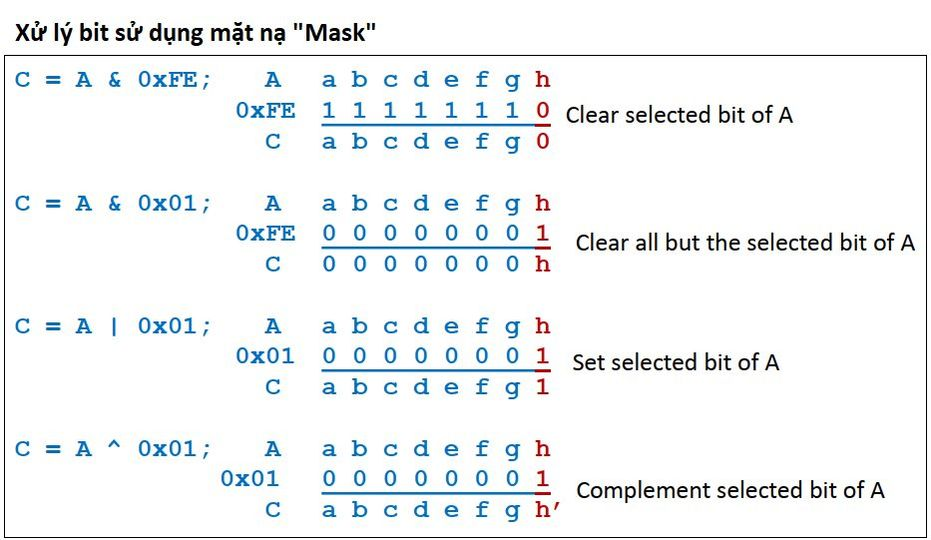 Xử lý bit sử dụng mặt nạ "Mask"
C = A & 0xFE; A a b c d e f g h
0xFE 1 1 1 1 1 1 1 0 Clear selected bit of A
C a b c d e f g 0
C = A & 0x01; A a b c d e f g h
0xFE 0 0 0 0 0 0 0 1 Clear all but the selected bit of A
C 0 0 0 0 0 0 0 h
C = A | 0x01; A a b c d e f g h
0x01 0 0 0 0 0 0 0 1 Set selected bit of A
C a b c d e f g 1
C = A ^ 0x01; A a b c d e f g h
0x01 0 0 0 0 0 0 0 1 Complement selected bit of A
C a b c d e f g h’